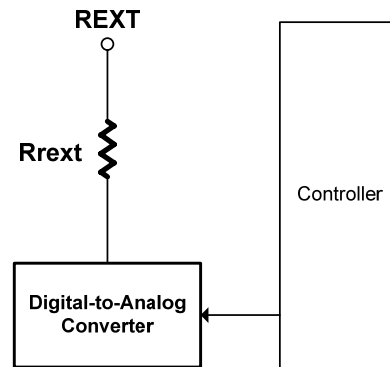 REXT
Rrext
Controller
Digital-to-Analog
Converter